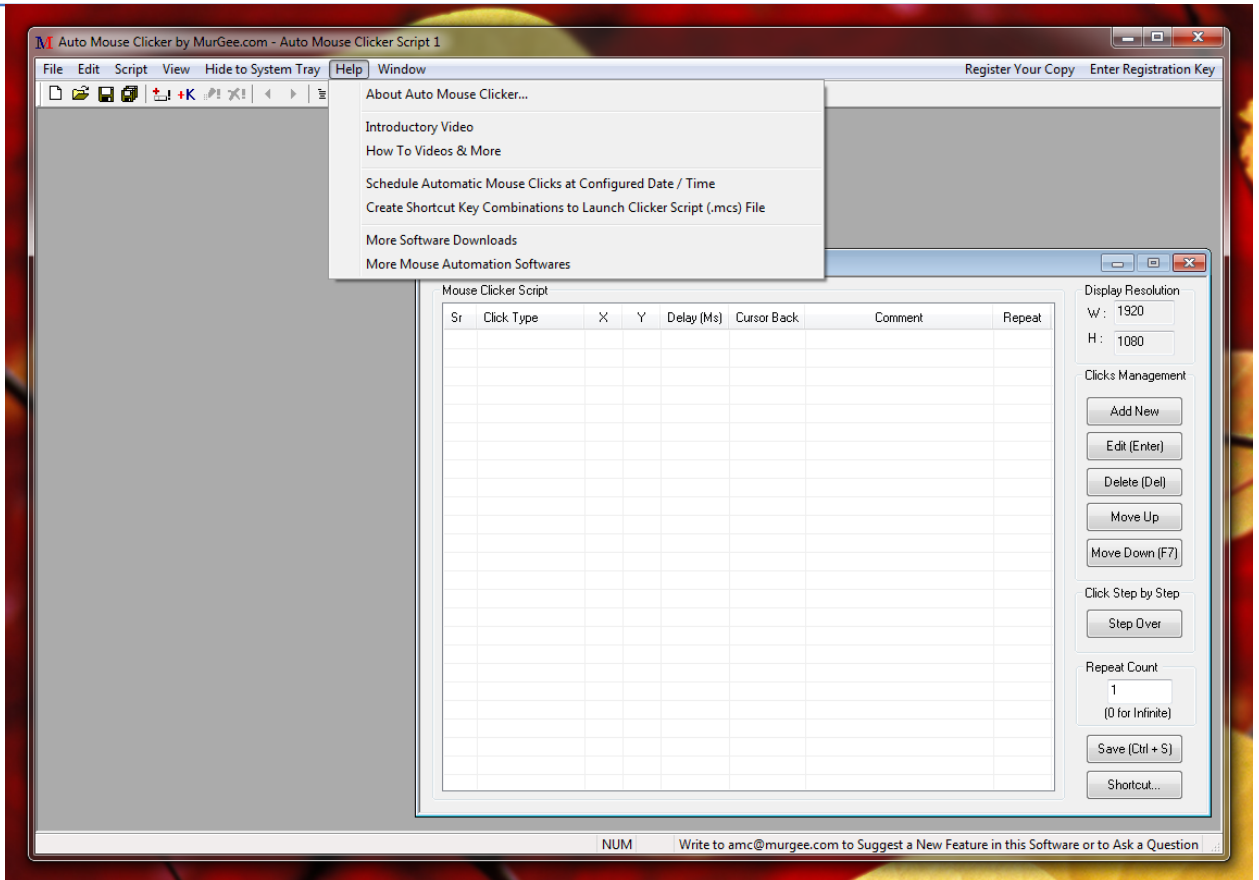 M Auto Mouse Clicker by MurGee.com - Auto Mouse Clicker Script 1
File Edit Script View Hide to System Tray Help Window Register Your Copy Enter Registration Key
+K
About Auto Mouse Clicker...
Introductory Video
How To Videos & More
Schedule Automatic Mouse Clicks at Configured Date / Time
Create Shortcut Key Combinations to Launch Clicker Script (.mcs) File
More Software Downloads
More Mouse Automation Softwares
Mouse Clicker Script
Sr Click Type X Y Delay (Ms) Cursor Back Comment Repeat
Display Resolution
W : 1920
H : 1080
Clicks Management
Add New
Edit (Enter)
Delete (Del)
Move Up
Move Down (F7)
Click Step by Step
Step Over
Repeat Count
1
(0 for Infinite)
Save (Ctrl + S)
Shortcut...
NUM Write to amc@murgee.com to Suggest a New Feature in this Software or to Ask a Question